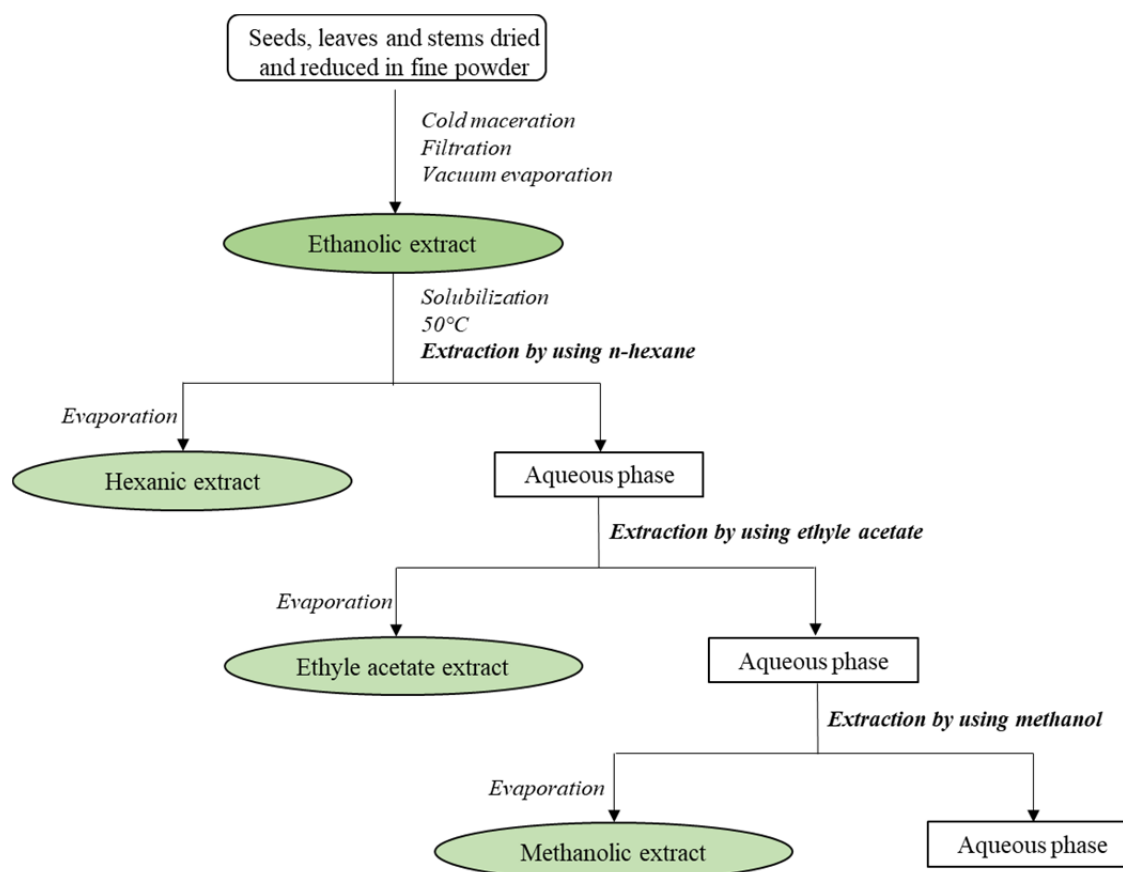 Seeds, leaves and stems dried
and reduced in fine powder
Cold maceration
Filtration
Vacuum evaporation
Ethanolic extract
Solubilization
50°C
Extraction by using n-hexane
Evaporation
Hexanic extract
Aqueous phase
Extraction by using ethyle acetate
Evaporation
Ethyle acetate extract
Aqueous phase
Extraction by using methanol
Evaporation
Methanolic extract
Aqueous phase